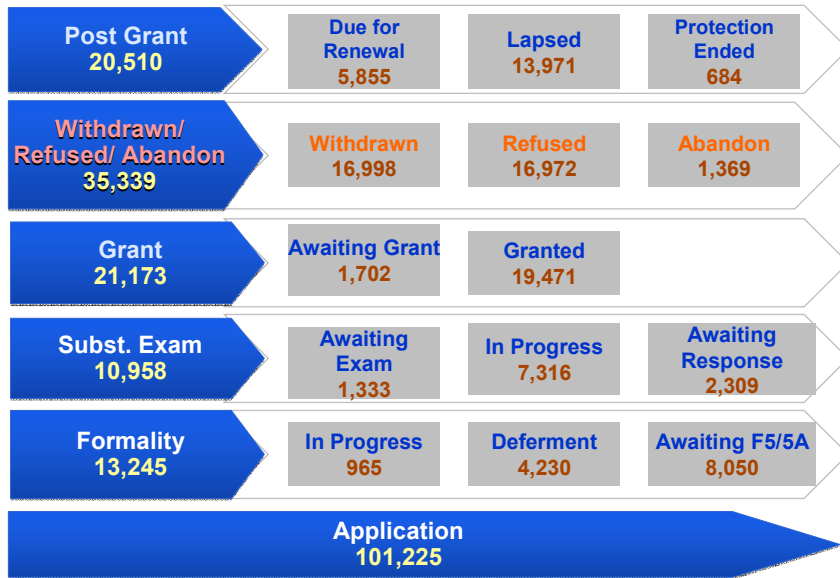 Post Grant
20,510
Due for
Renewal
5,855
Lapsed
13,971
Protection
Ended
684
Withdrawn/
Refused/ Abandon
35,339
Withdrawn
16,998
Refused
16,972
Abandon
1,369
Grant
21,173
Awaiting Grant
1,702
Granted
19,471
Subst. Exam
10,958
Awaiting
Exam
1,333
In Progress
7,316
Awaiting
Response
2,309
Formality
13,245
In Progress
965
Deferment
4,230
Awaiting F5/5A
8,050
Application
101,225